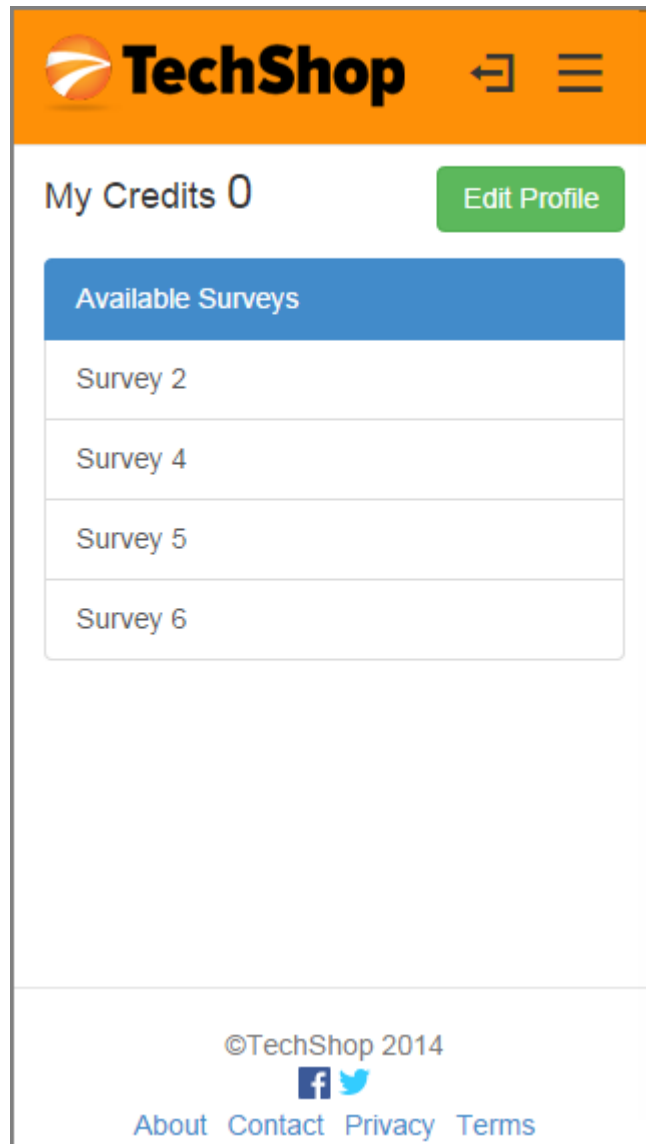 TechShop
My Credits 0 Edit Profile
Available Surveys
Survey 2
Survey 4
Survey 5
Survey 6
©TechShop 2014
About Contact Privacy Terms